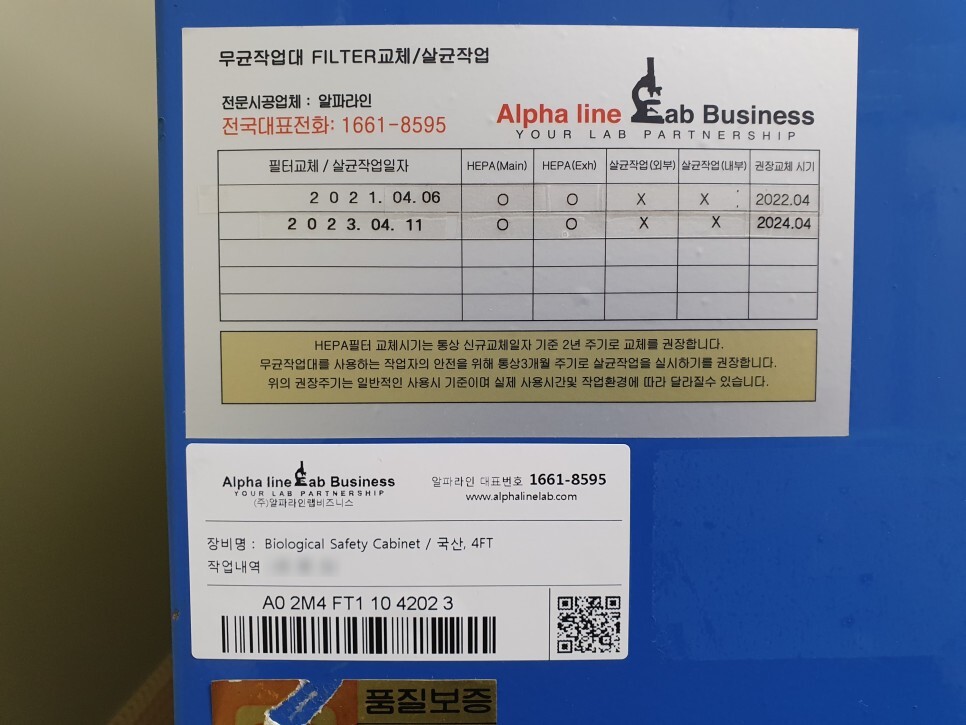 무균작업대 FILTER교체/살균작업
전문시공업체 : 알파라인
전국대표전화: 1661-8595
Alpha line Lab Business
YOUR LAB PARTNERSHIP
필터교체 / 살균작업일자 HEPA(Main) HEPA(Exh) 살균작업(외부) 살균작업(내부) 권장교체 시기
2 0 2 1. 04. 06 O O X X 2022.04
2 0 2 3. 04. 11 O O X X 2024.04
HEPA필터 교체시기는 통상 신규교체일자 기준 2년 주기로 교체를 권장합니다.
무균작업대를 사용하는 작업자의 안전을 위해 통상3개월 주기로 살균작업을 실시하기를 권장합니다.
위의 권장주기는 일반적인 사용시 기준이며 실제 사용시간및 작업환경에 따라 달라질수 있습니다.
Alpha line Lab Business
YOUR LAB PARTNERSHIP
(주)알파라인랩비즈니스
알파라인 대표번호 1661-8595
www.alphalinelab.com
장비명 : Biological Safety Cabinet / 국산, 4FT
작업내역
A0 2M4 FT1 10 4202 3
품질보증